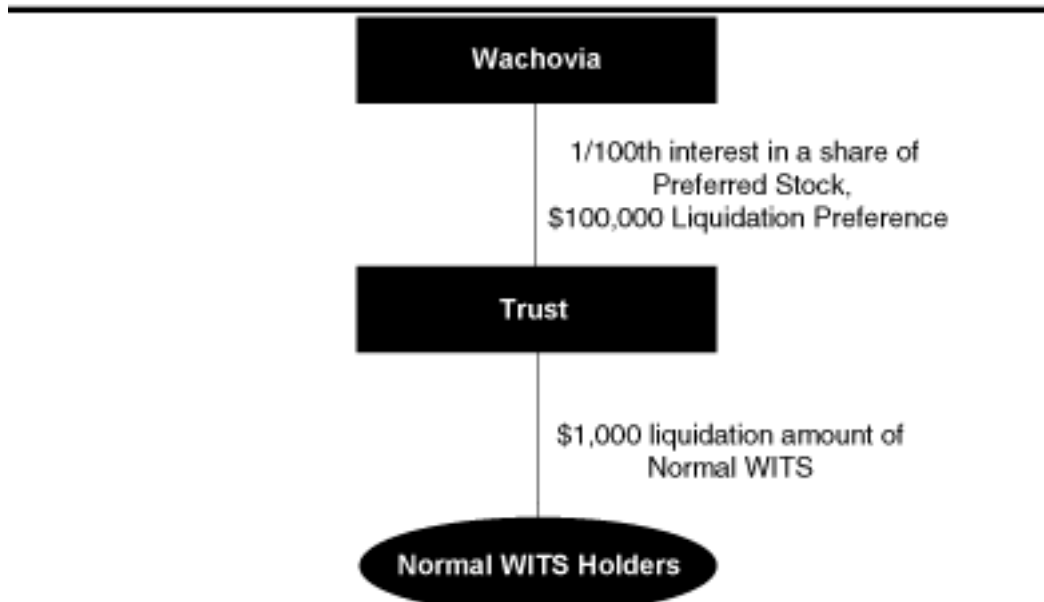 Wachovia
1/100th interest in a share of
Preferred Stock,
$100,000 Liquidation Preference
Trust
$1,000 liquidation amount of
Normal WITS
Normal WITS Holders